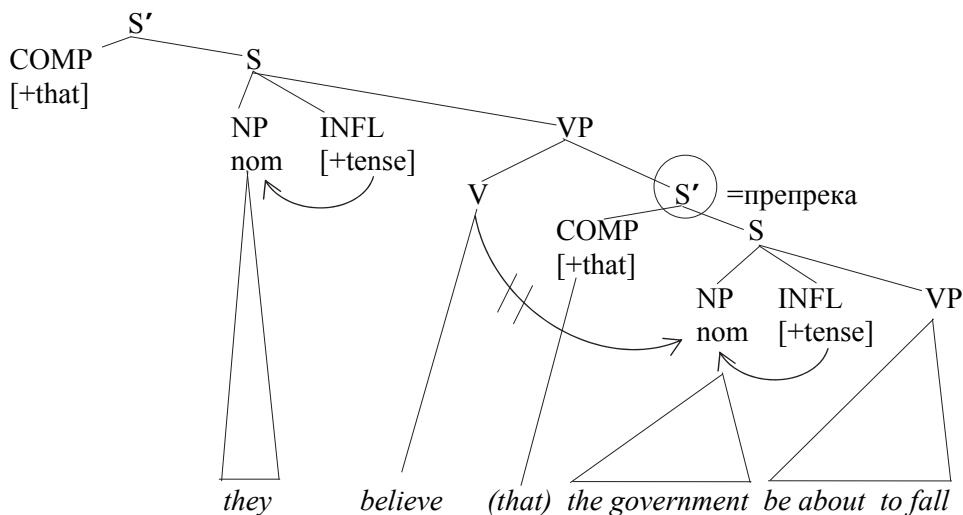 S′
COMP S
[+that]
NP INFL VP
nom [+tense]
V S′ =препрека
COMP S
[+that]
NP INFL VP
nom [+tense]
they believe (that) the government be about to fall